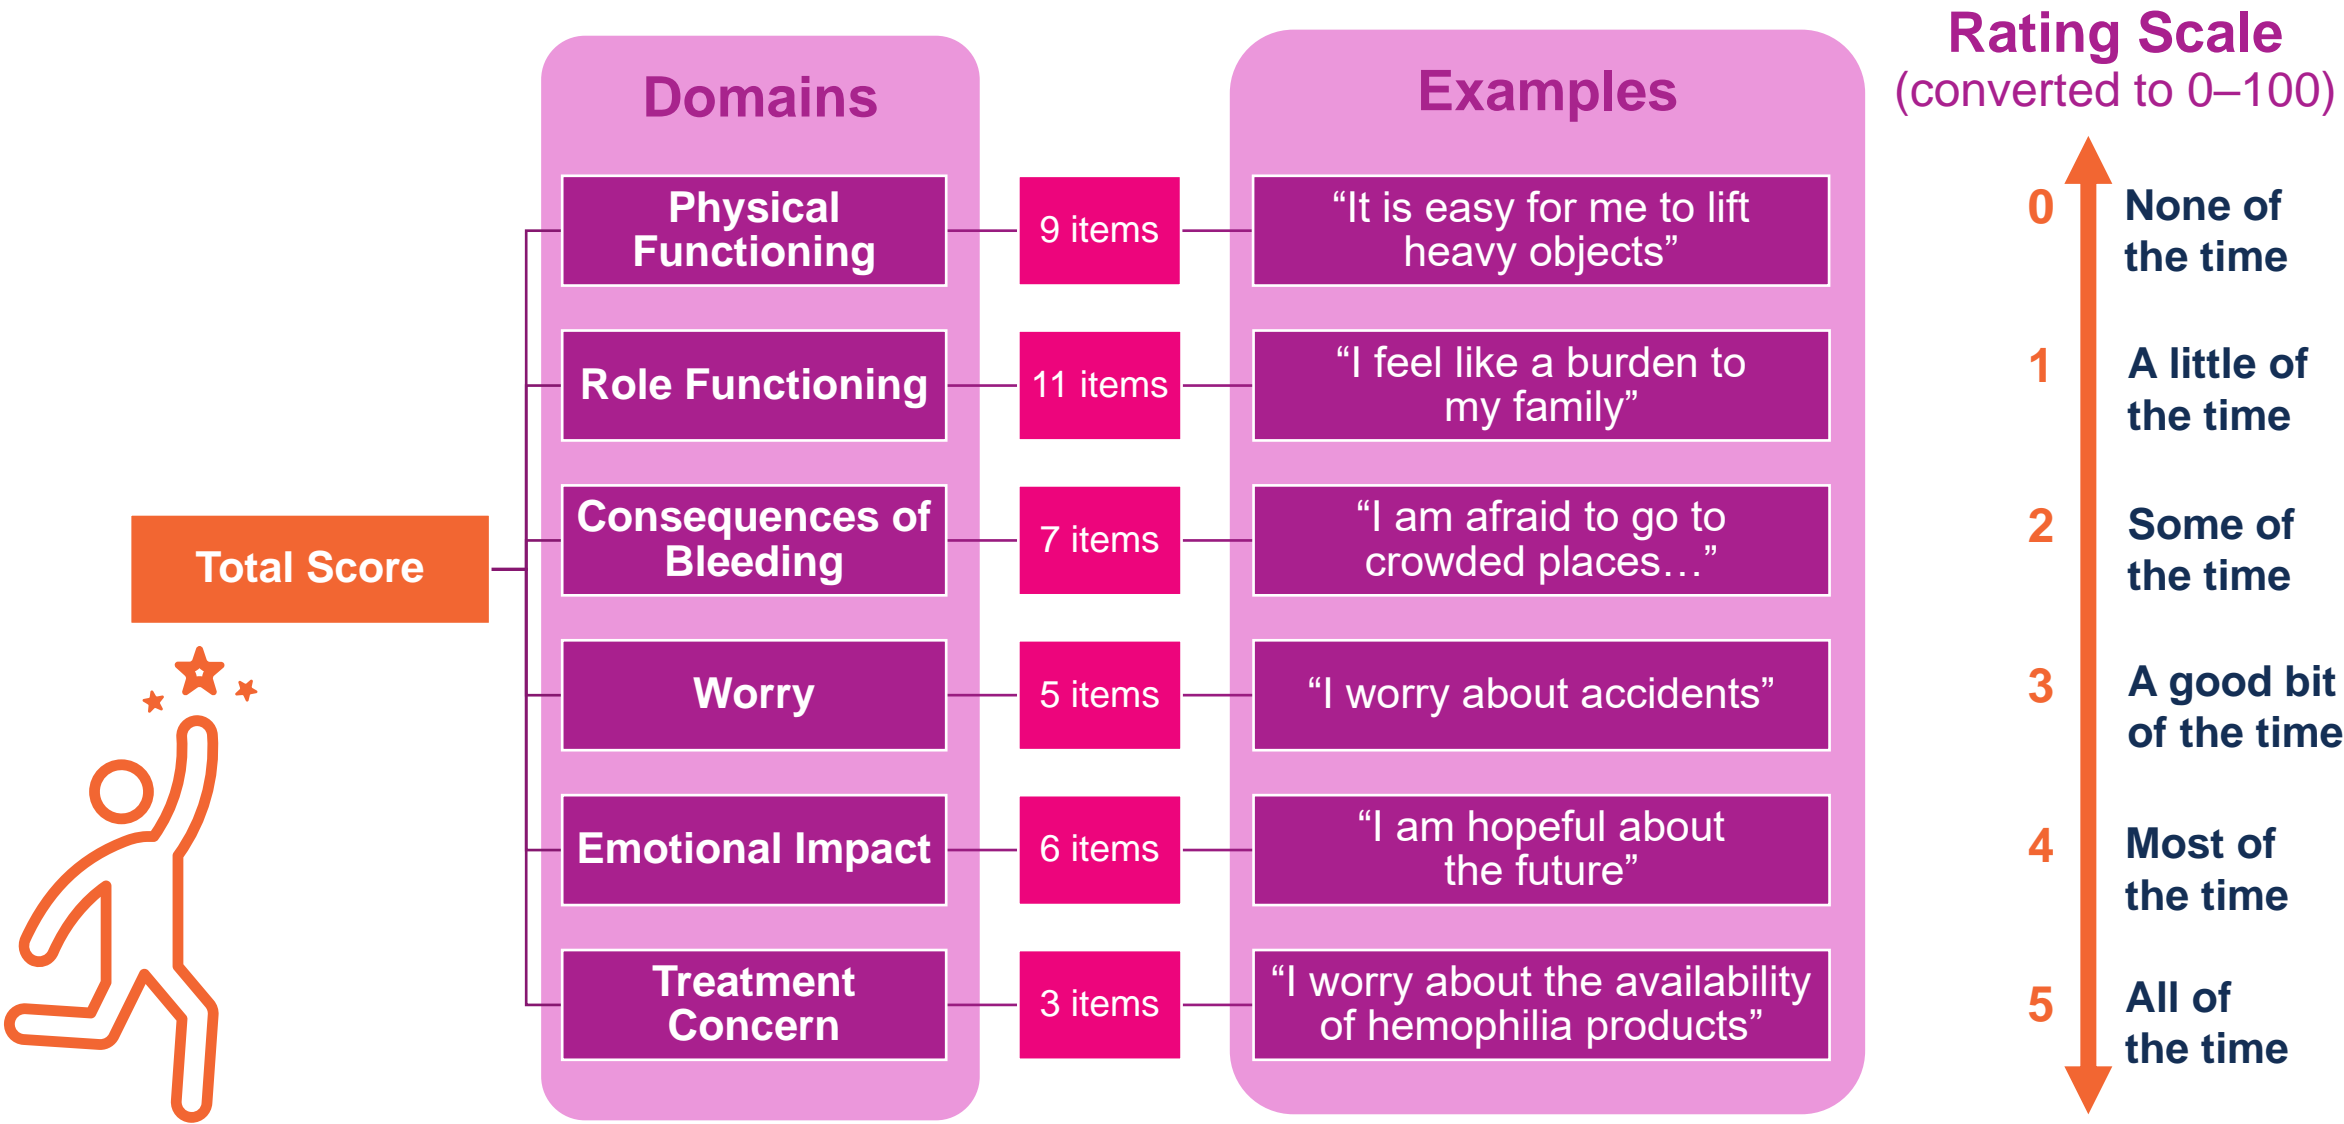 Domains
Examples
Rating Scale
(converted to 0–100)
Total Score
Physical
Functioning
9 items
“It is easy for me to lift
heavy objects”
Role Functioning
11 items
“I feel like a burden to
my family”
Consequences of
Bleeding
7 items
“I am afraid to go to
crowded places…”
Worry
5 items
“I worry about accidents”
Emotional Impact
6 items
“I am hopeful about
the future”
Treatment
Concern
3 items
“I worry about the availability
of hemophilia products”
0
None of
the time
1
A little of
the time
2
Some of
the time
3
A good bit
of the time
4
Most of
the time
5
All of
the time